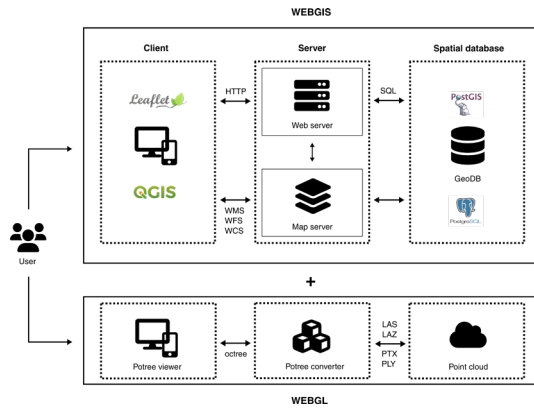 WEBGIS
Client
Server
Spatial database
Leaflet
HTTP
Web server
SQL
PostGIS
GeoDB
QGIS
WMS
WFS
WCS
Map server
PostgreSQL
User
+
Potree viewer
octree
Potree converter
LAS
LAZ
PTX
PLY
Point cloud
WEBGL